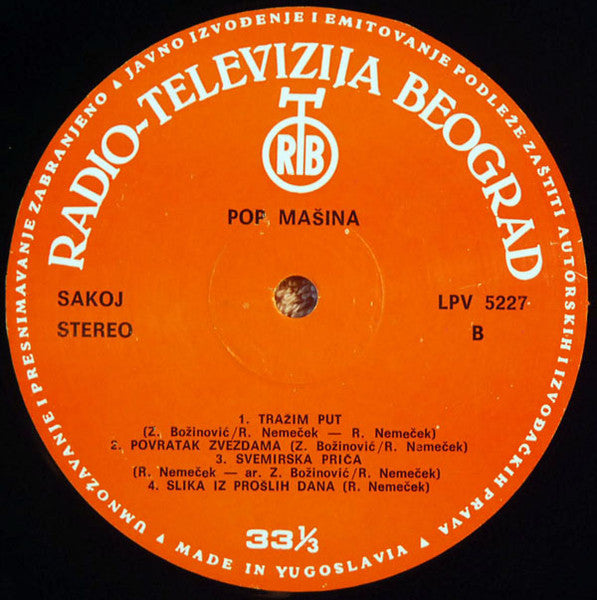 UMNOŽAVANJE I PRESNIMAVANJE ZABRANJENO ▲ JAVNO IZVOĐENJE I EMITOVANJE PODLEŽE ZAŠTITI AUTORSKIH I IZVOĐAČKIH PRAVA ▲
RADIO-TELEVIZIJA BEOGRAD
RTB
POP MAŠINA
SAKOJ
STEREO
LPV 5227
B
1. TRAŽIM PUT
(Z. Božinović/R. Nemeček — R. Nemeček)
2. POVRATAK ZVEZDAMA (Z. Božinović/R. Nemeček)
3. SVEMIRSKA PRIČA
(R. Nemeček — ar. Z. Božinović/R. Nemeček)
4. SLIKA IZ PROŠLIH DANA (R. Nemeček)
33⅓
▲ MADE IN YUGOSLAVIA ▲